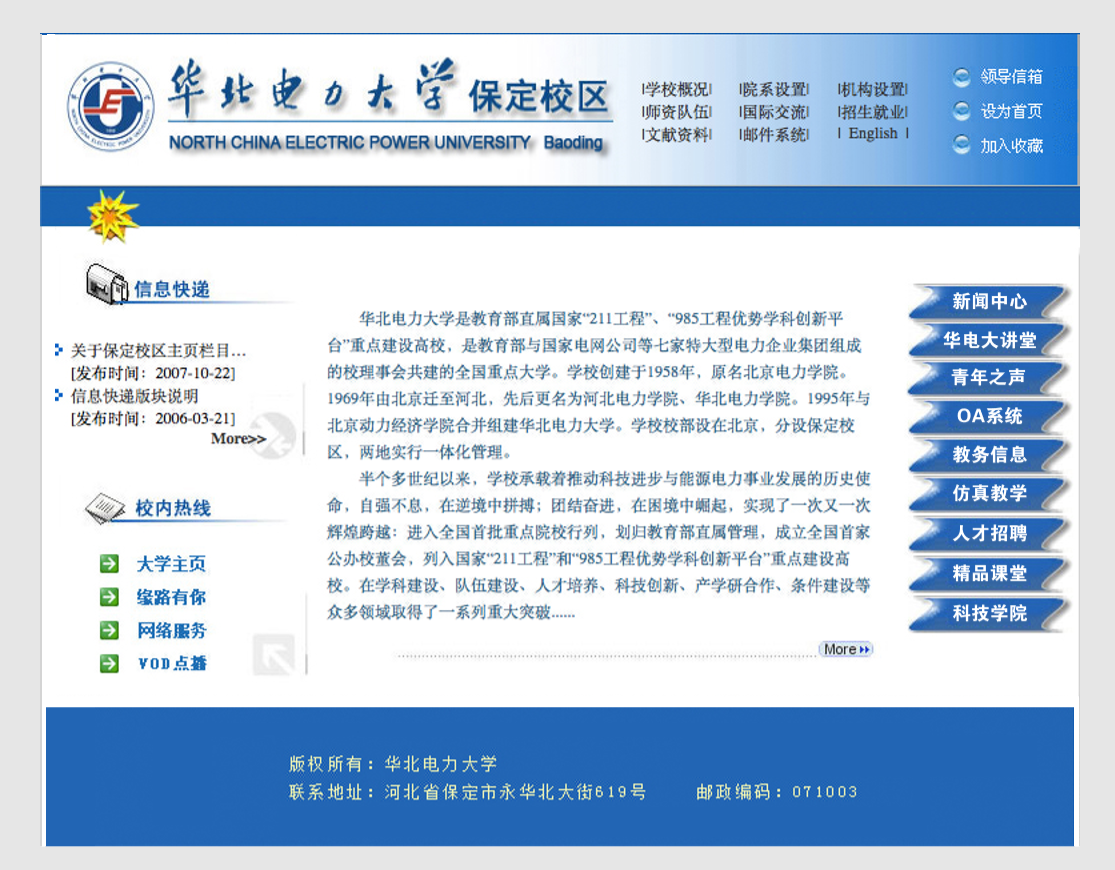 华北电力大学 保定校区
NORTH CHINA ELECTRIC POWER UNIVERSITY Baoding
|学校概况| |院系设置| |机构设置|
|师资队伍| |国际交流| |招生就业|
|文献资料| |邮件系统| | English |
领导信箱
设为首页
加入收藏
信息快递
关于保定校区主页栏目...
[发布时间：2007-10-22]
信息快递版块说明
[发布时间：2006-03-21]
More>>
校内热线
大学主页
缘路有你
网络服务
VOD点播
华北电力大学是教育部直属国家“211工程”、“985工程优势学科创新平
台”重点建设高校，是教育部与国家电网公司等七家特大型电力企业集团组成
的校理事会共建的全国重点大学。学校创建于1958年，原名北京电力学院。
1969年由北京迁至河北，先后更名为河北电力学院、华北电力学院。1995年与
北京动力经济学院合并组建华北电力大学。学校校部设在北京，分设保定校
区，两地实行一体化管理。
半个多世纪以来，学校承载着推动科技进步与能源电力事业发展的历史使
命，自强不息，在逆境中拼搏；团结奋进，在困境中崛起，实现了一次又一次
辉煌跨越：进入全国首批重点院校行列，划归教育部直属管理，成立全国首家
公办校董会，列入国家“211工程”和“985工程优势学科创新平台”重点建设高
校。在学科建设、队伍建设、人才培养、科技创新、产学研合作、条件建设等
众多领域取得了一系列重大突破......
More
新闻中心
华电大讲堂
青年之声
OA系统
教务信息
仿真教学
人才招聘
精品课堂
科技学院
版权所有：华北电力大学
联系地址：河北省保定市永华北大街619号 邮政编码：071003